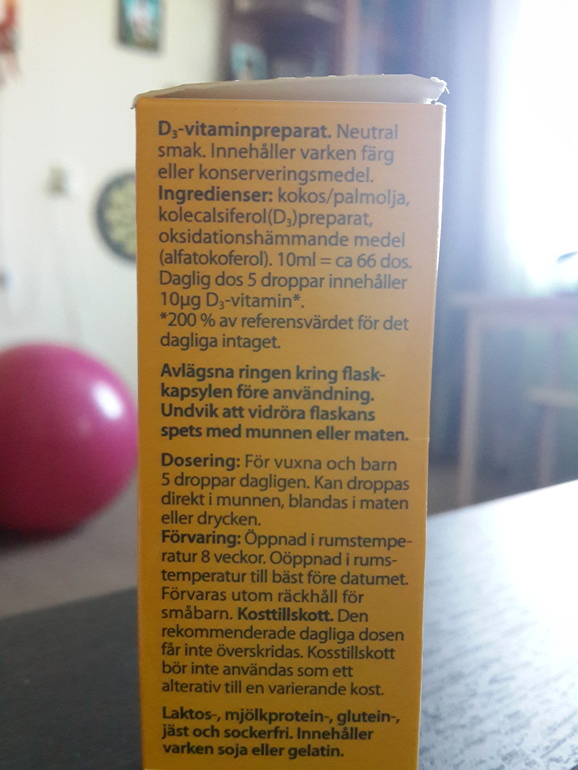 D₃-vitaminpreparat. Neutral
smak. Innehåller varken färg
eller konserveringsmedel.
Ingredienser: kokos/palmolja,
kolecalsiferol(D₃)preparat,
oksidationshämmande medel
(alfatokoferol). 10ml = ca 66 dos.
Daglig dos 5 droppar innehåller
10µg D₃-vitamin*.
*200 % av referensvärdet för det
dagliga intaget.
Avlägsna ringen kring flask-
kapsylen före användning.
Undvik att vidröra flaskans
spets med munnen eller maten.
Dosering: För vuxna och barn
5 droppar dagligen. Kan droppas
direkt i munnen, blandas i maten
eller drycken.
Förvaring: Öppnad i rumstempe-
ratur 8 veckor. Oöppnad i rums-
temperatur till bäst före datumet.
Förvaras utom räckhåll för
småbarn. Kosttillskott. Den
rekommenderade dagliga dosen
får inte överskridas. Kosstillskott
bör inte användas som ett
alterativ till en varierande kost.
Laktos-, mjölkprotein-, gluten-,
jäst och sockerfri. Innehåller
varken soja eller gelatin.